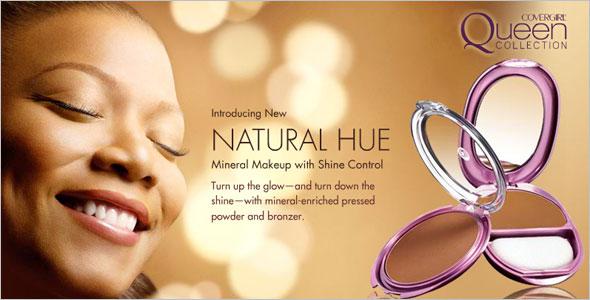 COVERGIRL
Queen
COLLECTION
Introducing New
NATURAL HUE
Mineral Makeup with Shine Control
Turn up the glow—and turn down the
shine—with mineral-enriched pressed
powder and bronzer.